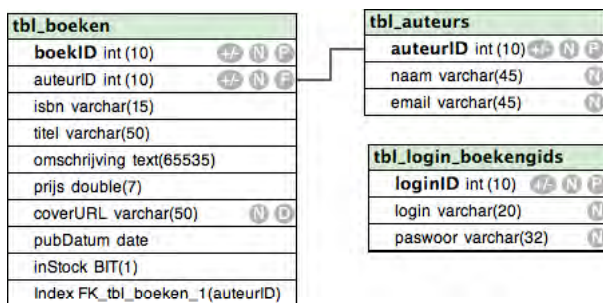 tbl_boeken
boekID int (10) +/- N P
auteurID int (10) +/- N F
isbn varchar(15)
titel varchar(50)
omschrijving text(65535)
prijs double(7)
coverURL varchar(50) N D
pubDatum date
inStock BIT(1)
Index FK_tbl_boeken_1(auteurID)
tbl_auteurs
auteurID int (10) +/- N P
naam varchar(45) N
email varchar(45) N
tbl_login_boekengids
loginID int (10) +/- N P
login varchar(20) N
paswoor varchar(32) N